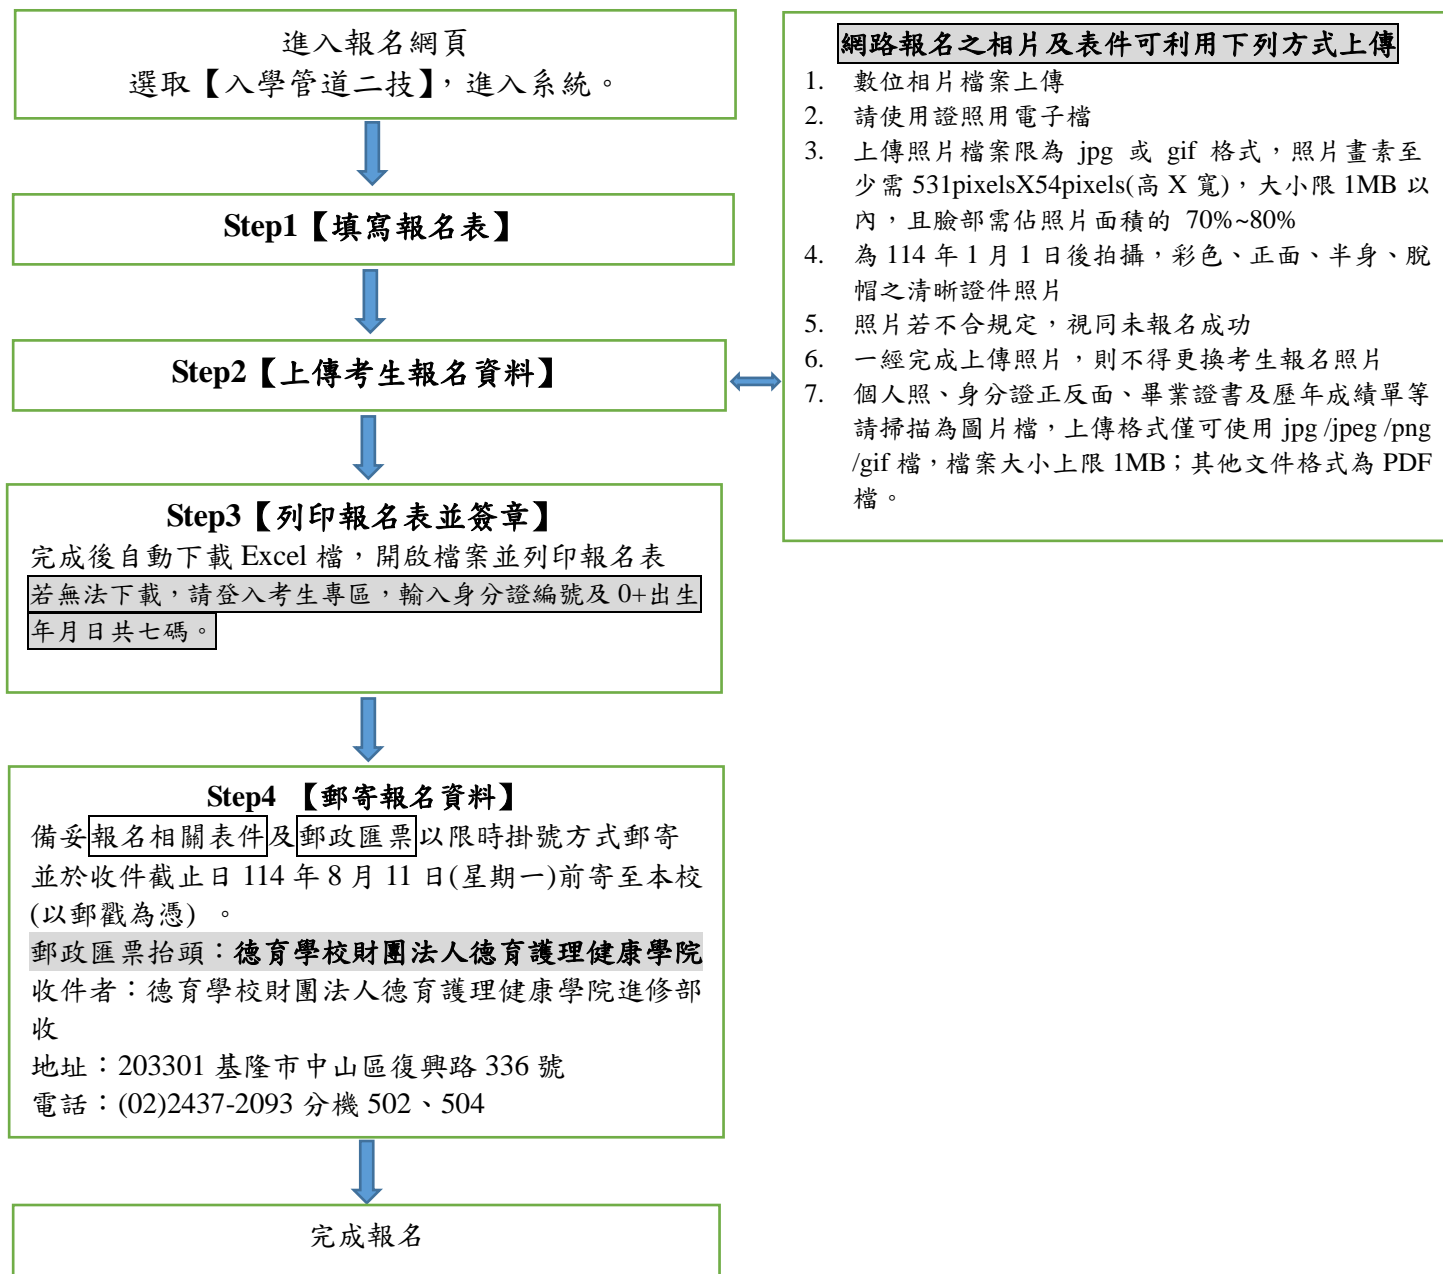 進入報名網頁
選取【入學管道二技】，進入系統。
Step1【填寫報名表】
Step2【上傳考生報名資料】
Step3【列印報名表並簽章】
完成後自動下載 Excel 檔，開啟檔案並列印報名表
若無法下載，請登入考生專區，輸入身分證編號及 0+出生
年月日共七碼。
Step4 【郵寄報名資料】
備妥報名相關表件及郵政匯票以限時掛號方式郵寄
並於收件截止日 114 年 8 月 11 日(星期一)前寄至本校
(以郵戳為憑) 。
郵政匯票抬頭：德育學校財團法人德育護理健康學院
收件者：德育學校財團法人德育護理健康學院進修部
收
地址：203301 基隆市中山區復興路 336 號
電話：(02)2437-2093 分機 502、504
完成報名
網路報名之相片及表件可利用下列方式上傳
1. 數位相片檔案上傳
2. 請使用證照用電子檔
3. 上傳照片檔案限為 jpg 或 gif 格式，照片畫素至
少需 531pixelsX54pixels(高 X 寬)，大小限 1MB 以
內，且臉部需佔照片面積的 70%~80%
4. 為 114 年 1 月 1 日後拍攝，彩色、正面、半身、脫
帽之清晰證件照片
5. 照片若不合規定，視同未報名成功
6. 一經完成上傳照片，則不得更換考生報名照片
7. 個人照、身分證正反面、畢業證書及歷年成績單等
請掃描為圖片檔，上傳格式僅可使用 jpg /jpeg /png
/gif 檔，檔案大小上限 1MB；其他文件格式為 PDF
檔。